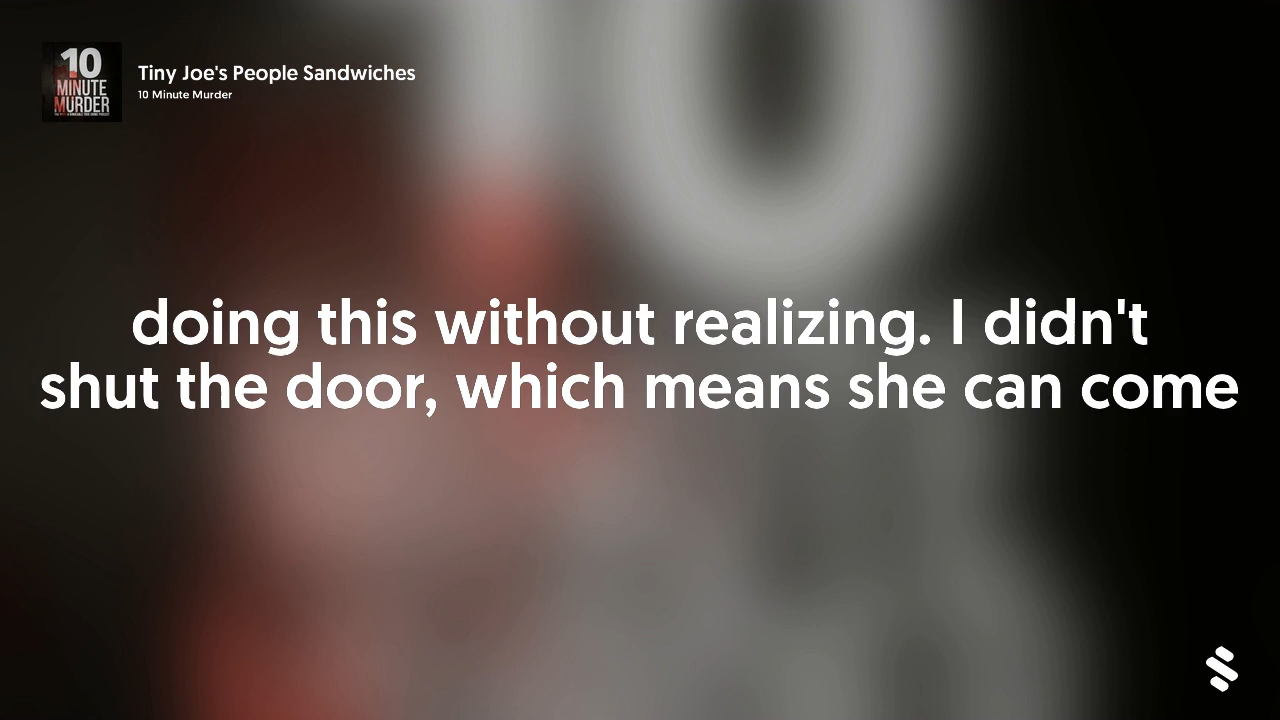 10
MINUTE
MURDER
Tiny Joe's People Sandwiches
10 Minute Murder
doing this without realizing. I didn't
shut the door, which means she can come